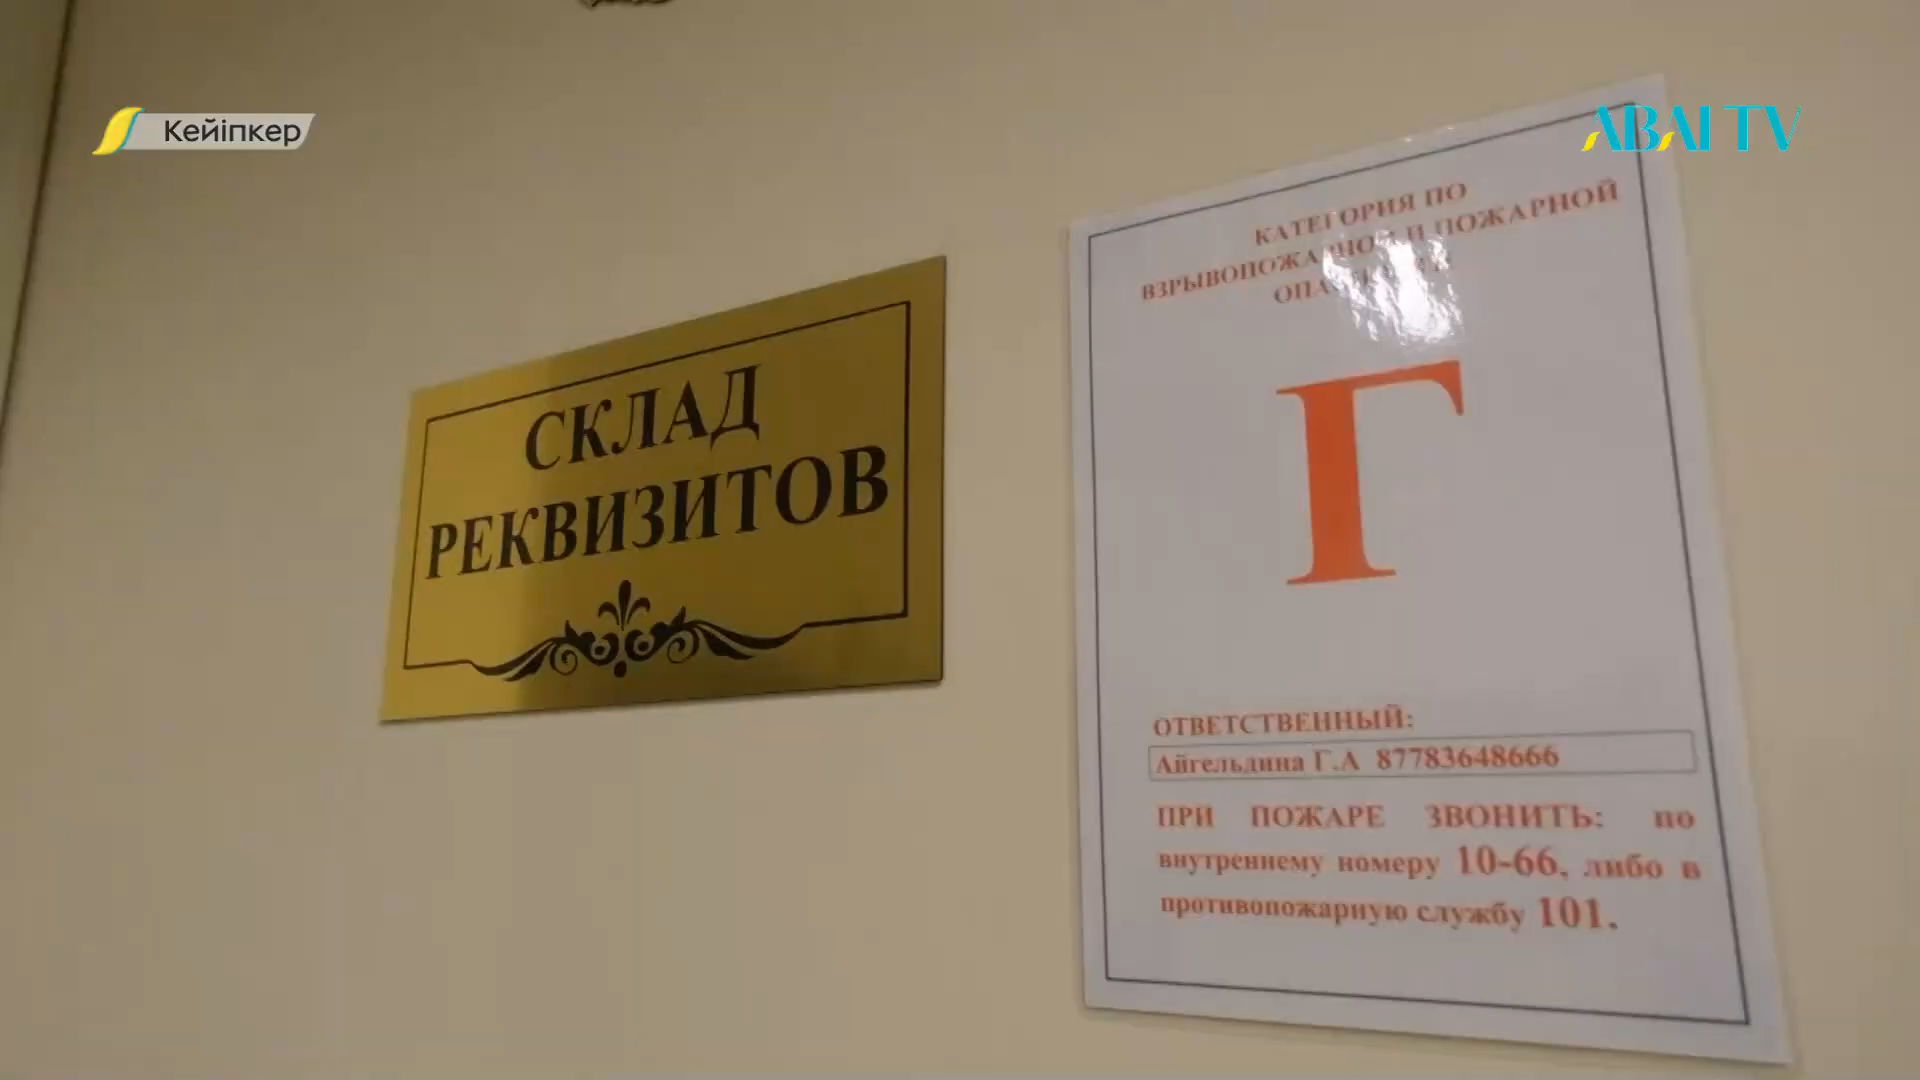 Кейіпкер
ABAI TV
СКЛАД
РЕКВИЗИТОВ
КАТЕГОРИЯ ПО
И ПОЖАРНОЙ
Г
ОТВЕТСТВЕННЫЙ:
Айгельдина Г.А 87783648666
ПРИ ПОЖАРЕ ЗВОНИТЬ: по
внутреннему номеру 10-66, либо в
противопожарную службу 101.